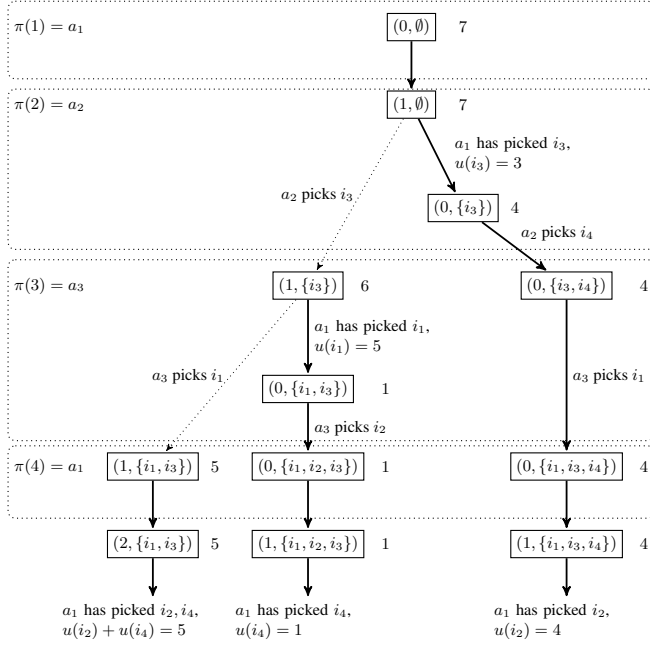 π(1) = a₁
(0, ∅) 7
π(2) = a₂
(1, ∅) 7
a₁ has picked i₃,
u(i₃) = 3
a₂ picks i₃
(0, {i₃}) 4
a₂ picks i₄
π(3) = a₃
(1, {i₃}) 6
(0, {i₃, i₄}) 4
a₁ has picked i₁,
u(i₁) = 5
a₃ picks i₁
a₃ picks i₁
(0, {i₁, i₃}) 1
a₃ picks i₂
π(4) = a₁
(1, {i₁, i₃}) 5
(0, {i₁, i₂, i₃}) 1
(0, {i₁, i₃, i₄}) 4
(2, {i₁, i₃}) 5
(1, {i₁, i₂, i₃}) 1
(1, {i₁, i₃, i₄}) 4
a₁ has picked i₂, i₄,
u(i₂) + u(i₄) = 5
a₁ has picked i₄,
u(i₄) = 1
a₁ has picked i₂,
u(i₂) = 4